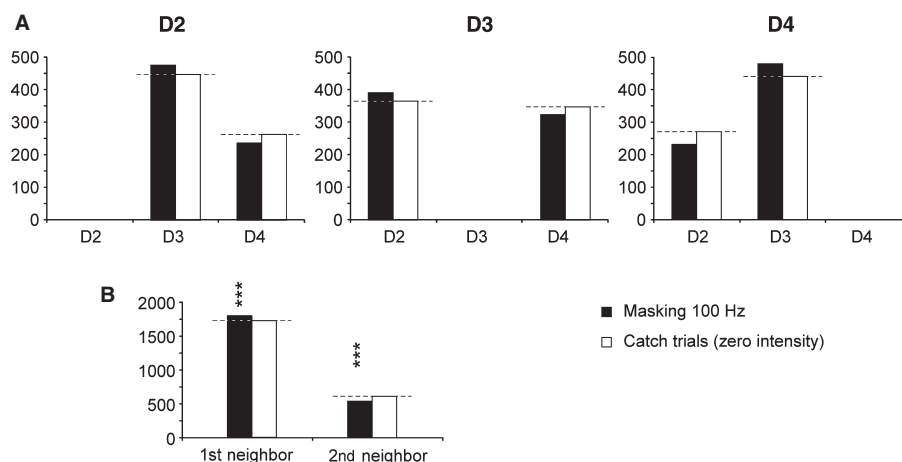 A
D2
D3
D4
500
400
300
200
100
0
D2 D3 D4
500
400
300
200
100
0
D2 D3 D4
500
400
300
200
100
0
D2 D3 D4
B
2000
1500
1000
500
0
***
***
1st neighbor 2nd neighbor
Masking 100 Hz
Catch trials (zero intensity)